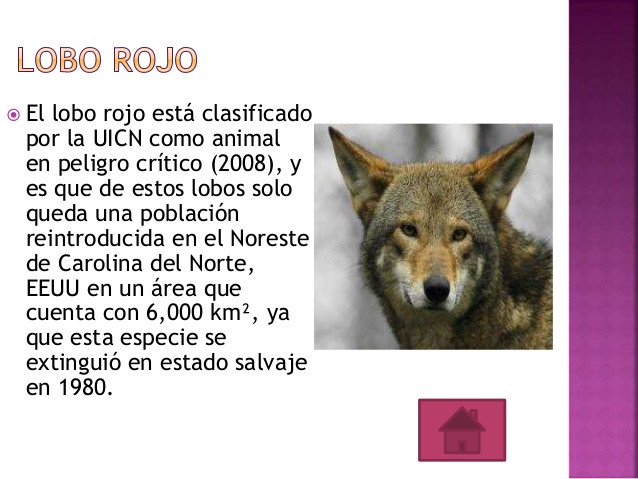 LOBO ROJO
El lobo rojo está clasificado
por la UICN como animal
en peligro crítico (2008), y
es que de estos lobos solo
queda una población
reintroducida en el Noreste
de Carolina del Norte,
EEUU en un área que
cuenta con 6,000 km², ya
que esta especie se
extinguió en estado salvaje
en 1980.